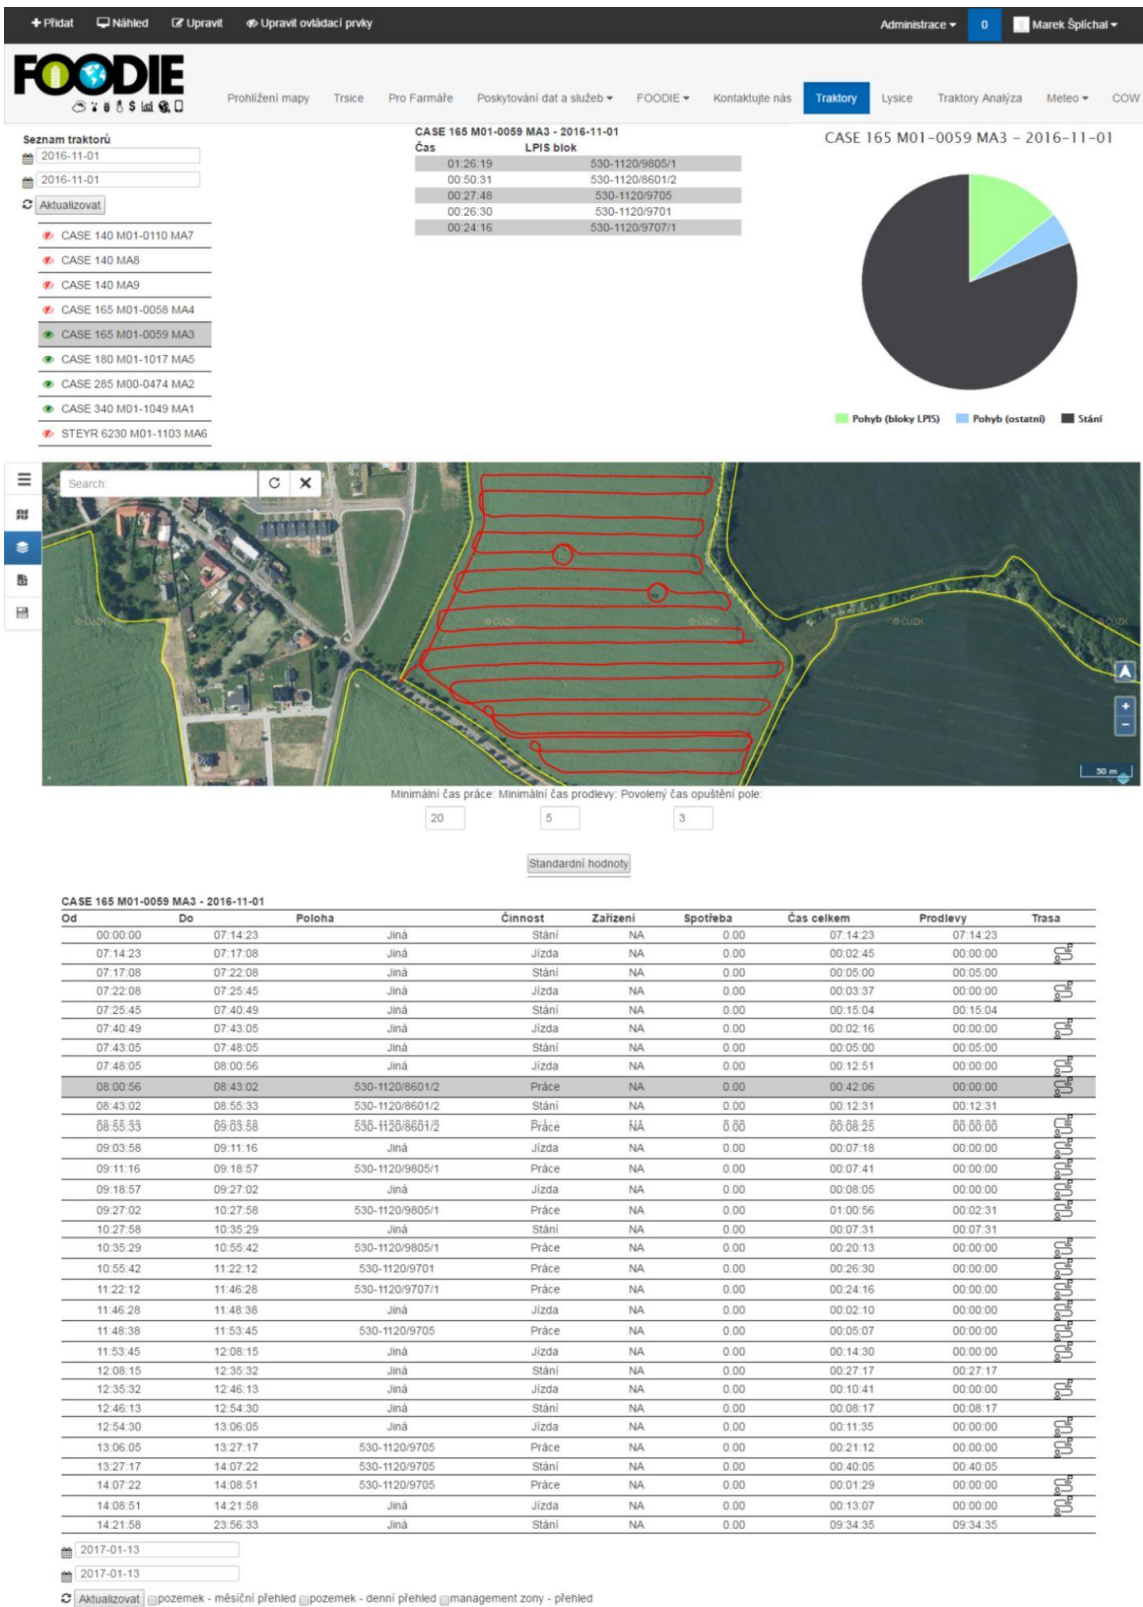 Přidat Náhled Upravit Upravit ovládací prvky Administrace 0 Marek Šplíchal
FOODIE
Prohlížení mapy Trsice Pro Farmáře Poskytování dat a služeb FOODIE Kontaktujte nás Traktory Lysice Traktory Analýza Meteo COW
Seznam traktorů
2016-11-01
2016-11-01
Aktualizovat
CASE 140 M01-0110 MA7
CASE 140 MA8
CASE 140 MA9
CASE 165 M01-0058 MA4
CASE 165 M01-0059 MA3
CASE 180 M01-1017 MA5
CASE 285 M00-0474 MA2
CASE 340 M01-1049 MA1
STEYR 6230 M01-1103 MA6
CASE 165 M01-0059 MA3 - 2016-11-01
Čas LPIS blok
01:26:19 530-1120/9805/1
00:50:31 530-1120/8601/2
00:27:48 530-1120/9705
00:26:30 530-1120/9701
00:24:16 530-1120/9707/1
CASE 165 M01-0059 MA3 - 2016-11-01
Pohyb (bloky LPIS) Pohyb (ostatní) Stání
Search:
© ČÚZK © ČÚZK © ČÚZK © ČÚZK © ČÚZK
50 m
Minimální čas práce: Minimální čas prodlevy: Povolený čas opuštění pole:
20 5 3
Standardní hodnoty
CASE 165 M01-0059 MA3 - 2016-11-01
Od Do Poloha Činnost Zařízení Spotřeba Čas celkem Prodlevy Trasa
00:00:00 07:14:23 Jiná Stání NA 0.00 07:14:23 07:14:23
07:14:23 07:17:08 Jiná Jízda NA 0.00 00:02:45 00:00:00
07:17:08 07:22:08 Jiná Stání NA 0.00 00:05:00 00:05:00
07:22:08 07:25:45 Jiná Jízda NA 0.00 00:03:37 00:00:00
07:25:45 07:40:49 Jiná Stání NA 0.00 00:15:04 00:15:04
07:40:49 07:43:05 Jiná Jízda NA 0.00 00:02:16 00:00:00
07:43:05 07:48:05 Jiná Stání NA 0.00 00:05:00 00:05:00
07:48:05 08:00:56 Jiná Jízda NA 0.00 00:12:51 00:00:00
08:00:56 08:43:02 530-1120/8601/2 Práce NA 0.00 00:42:06 00:00:00
08:43:02 08:55:33 530-1120/8601/2 Stání NA 0.00 00:12:31 00:12:31
08:55:33 09:03:58 530-1120/8601/2 Práce NA 0.00 00:08:25 00:00:00
09:03:58 09:11:16 Jiná Jízda NA 0.00 00:07:18 00:00:00
09:11:16 09:18:57 530-1120/9805/1 Práce NA 0.00 00:07:41 00:00:00
09:18:57 09:27:02 Jiná Jízda NA 0.00 00:08:05 00:00:00
09:27:02 10:27:58 530-1120/9805/1 Práce NA 0.00 01:00:56 00:02:31
10:27:58 10:35:29 Jiná Stání NA 0.00 00:07:31 00:07:31
10:35:29 10:55:42 530-1120/9805/1 Práce NA 0.00 00:20:13 00:00:00
10:55:42 11:22:12 530-1120/9701 Práce NA 0.00 00:26:30 00:00:00
11:22:12 11:46:28 530-1120/9707/1 Práce NA 0.00 00:24:16 00:00:00
11:46:28 11:48:38 Jiná Jízda NA 0.00 00:02:10 00:00:00
11:48:38 11:53:45 530-1120/9705 Práce NA 0.00 00:05:07 00:00:00
11:53:45 12:08:15 Jiná Jízda NA 0.00 00:14:30 00:00:00
12:08:15 12:35:32 Jiná Stání NA 0.00 00:27:17 00:27:17
12:35:32 12:46:13 Jiná Jízda NA 0.00 00:10:41 00:00:00
12:46:13 12:54:30 Jiná Stání NA 0.00 00:08:17 00:08:17
12:54:30 13:06:05 Jiná Jízda NA 0.00 00:11:35 00:00:00
13:06:05 13:27:17 530-1120/9705 Práce NA 0.00 00:21:12 00:00:00
13:27:17 14:07:22 530-1120/9705 Stání NA 0.00 00:40:05 00:40:05
14:07:22 14:08:51 530-1120/9705 Práce NA 0.00 00:01:29 00:00:00
14:08:51 14:21:58 Jiná Jízda NA 0.00 00:13:07 00:00:00
14:21:58 23:56:33 Jiná Stání NA 0.00 09:34:35 09:34:35
2017-01-13
2017-01-13
Aktualizovat pozemek - měsíční přehled pozemek - denní přehled management zony - přehled